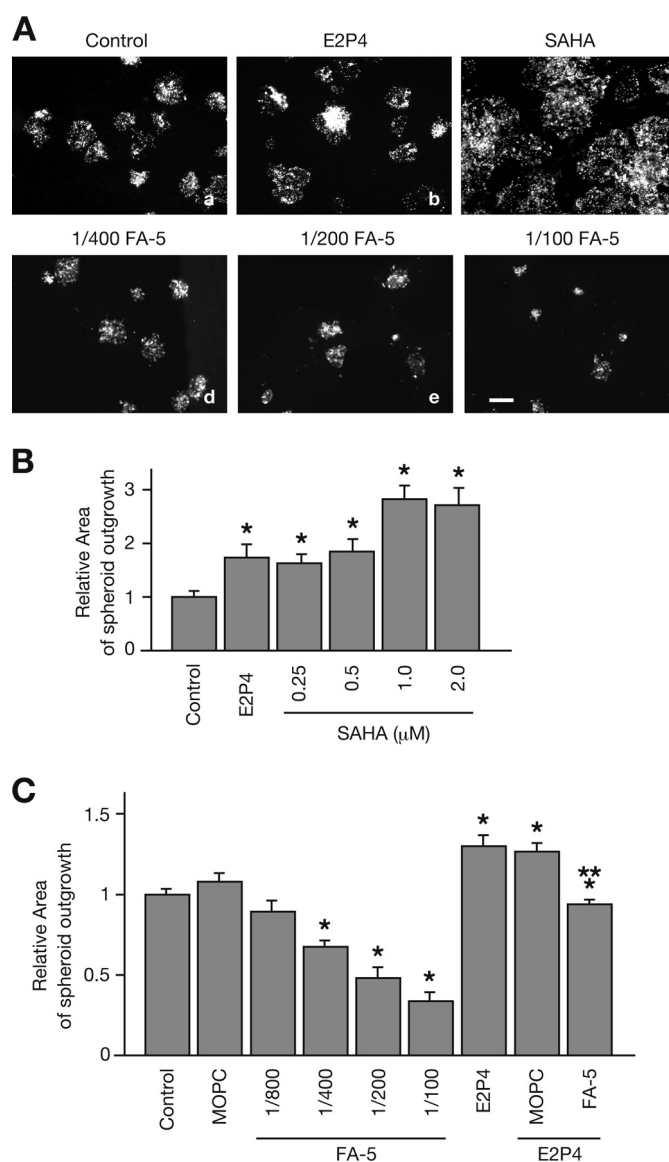 A
Control E2P4 SAHA
a b
1/400 FA-5 1/200 FA-5 1/100 FA-5
d e
B
Relative Area
of spheroid outgrowth
3
2
1
0
*
*
*
*
*
Control E2P4 0.25 0.5 1.0 2.0
SAHA (μM)
C
Relative Area
of spheroid outgrowth
1.5
1
0.5
0
*
*
*
*
*
**
*
Control MOPC 1/800 1/400 1/200 1/100 E2P4 MOPC FA-5
FA-5 E2P4